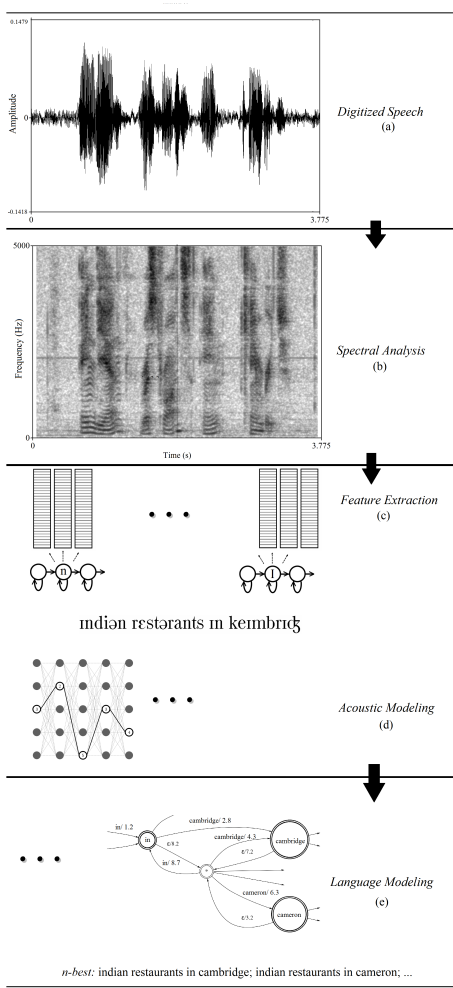 0.1479
Amplitude
0
-0.1418
0
3.775
Digitized Speech
(a)
5000
Frequency (Hz)
0
0
3.775
Time (s)
Spectral Analysis
(b)
Feature Extraction
(c)
n
l
ɪndiən rɛstərants ɪn keɪmbrɪdʒ
Acoustic Modeling
(d)
in/ 1.2
in
cambridge/ 2.8
ε/8.2
cambridge/ 4.3
cambridge
ε/7.2
in/ 8.7
*
cameron/ 6.3
cameron
ε/3.2
Language Modeling
(e)
n-best: indian restaurants in cambridge; indian restaurants in cameron; ...